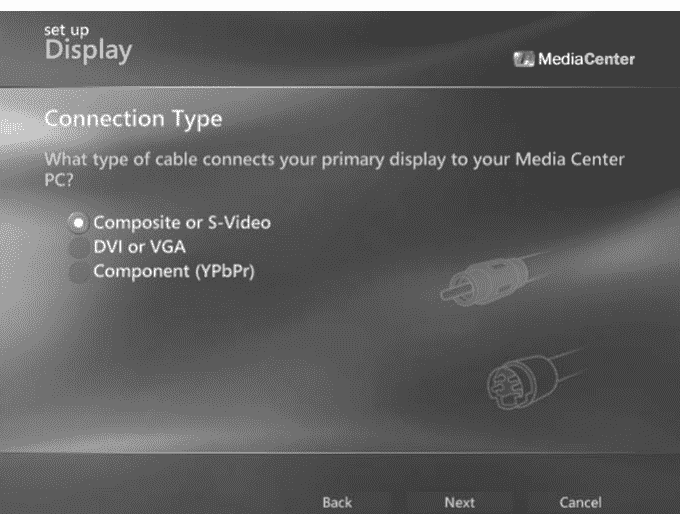 set up
Display
MediaCenter
Connection Type
What type of cable connects your primary display to your Media Center
PC?
Composite or S-Video
DVI or VGA
Component (YPbPr)
Back Next Cancel